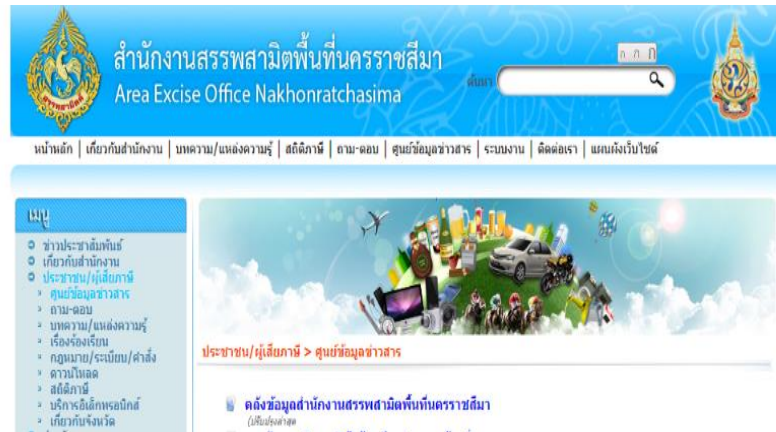 สำนักงานสรรพสามิตพื้นที่นครราชสีมา
Area Excise Office Nakhonratchasima
ค้นหา
ก ก ก
หน้าหลัก | เกี่ยวกับสำนักงาน | บทความ/แหล่งความรู้ | สถิติภาษี | ถาม-ตอบ | ศูนย์ข้อมูลข่าวสาร | ระบบงาน | ติดต่อเรา | แผนผังเว็บไซต์
เมนู
ข่าวประชาสัมพันธ์
เกี่ยวกับสำนักงาน
ประชาชน/ผู้เสียภาษี
ศูนย์ข้อมูลข่าวสาร
ถาม-ตอบ
บทความ/แหล่งความรู้
เรื่องร้องเรียน
กฎหมาย/ระเบียบ/คำสั่ง
ดาวน์โหลด
สถิติภาษี
บริการอิเล็กทรอนิกส์
เกี่ยวกับจังหวัด
ประชาชน/ผู้เสียภาษี > ศูนย์ข้อมูลข่าวสาร
คลังข้อมูลสำนักงานสรรพสามิตพื้นที่นครราชสีมา
(ปรับปรุงล่าสุด